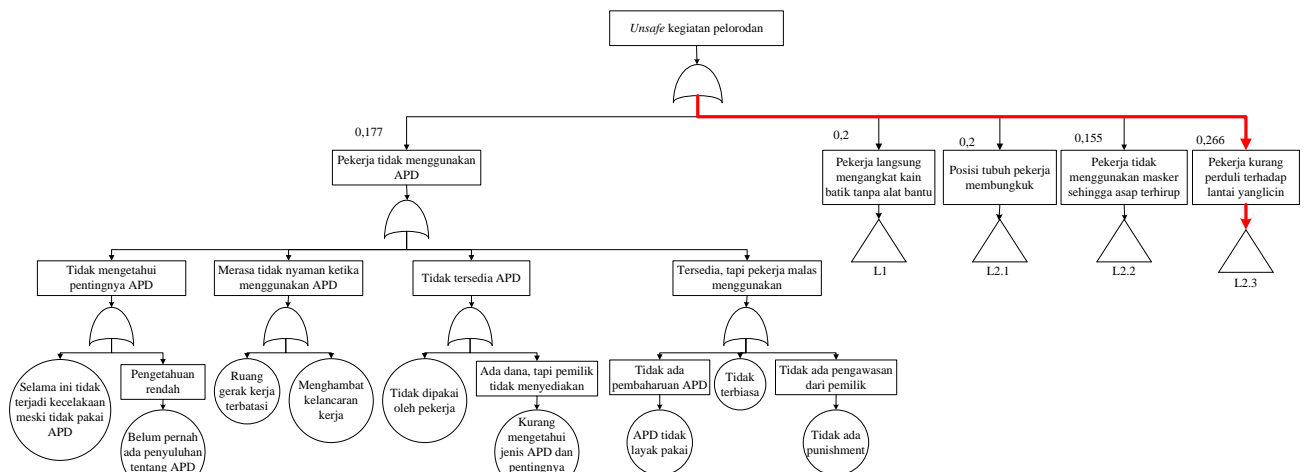 Unsafe kegiatan pelorodan
0,177
0,2
0,2
0,155
0,266
Pekerja tidak menggunakan
APD
Pekerja langsung
mengangkat kain
batik tanpa alat bantu
Posisi tubuh pekerja
membungkuk
Pekerja tidak
menggunakan masker
sehingga asap terhirup
Pekerja kurang
perduli terhadap
lantai yanglicin
L1
L2.1
L2.2
L2.3
Tidak mengetahui
pentingnya APD
Merasa tidak nyaman ketika
menggunakan APD
Tidak tersedia APD
Tersedia, tapi pekerja malas
menggunakan
Selama ini tidak
terjadi kecelakaan
meski tidak pakai
APD
Pengetahuan
rendah
Belum pernah
ada penyuluhan
tentang APD
Ruang
gerak kerja
terbatasi
Menghambat
kelancaran
kerja
Tidak dipakai
oleh pekerja
Ada dana, tapi pemilik
tidak menyediakan
Kurang
mengetahui
jenis APD dan
pentingnya
Tidak ada
pembaharuan APD
APD tidak
layak pakai
Tidak
terbiasa
Tidak ada pengawasan
dari pemilik
Tidak ada
punishment